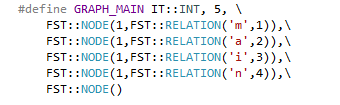 #define GRAPH_MAIN IT::INT, 5, \
FST::NODE(1,FST::RELATION('m',1)),\
FST::NODE(1,FST::RELATION('a',2)),\
FST::NODE(1,FST::RELATION('i',3)),\
FST::NODE(1,FST::RELATION('n',4)),\
FST::NODE()